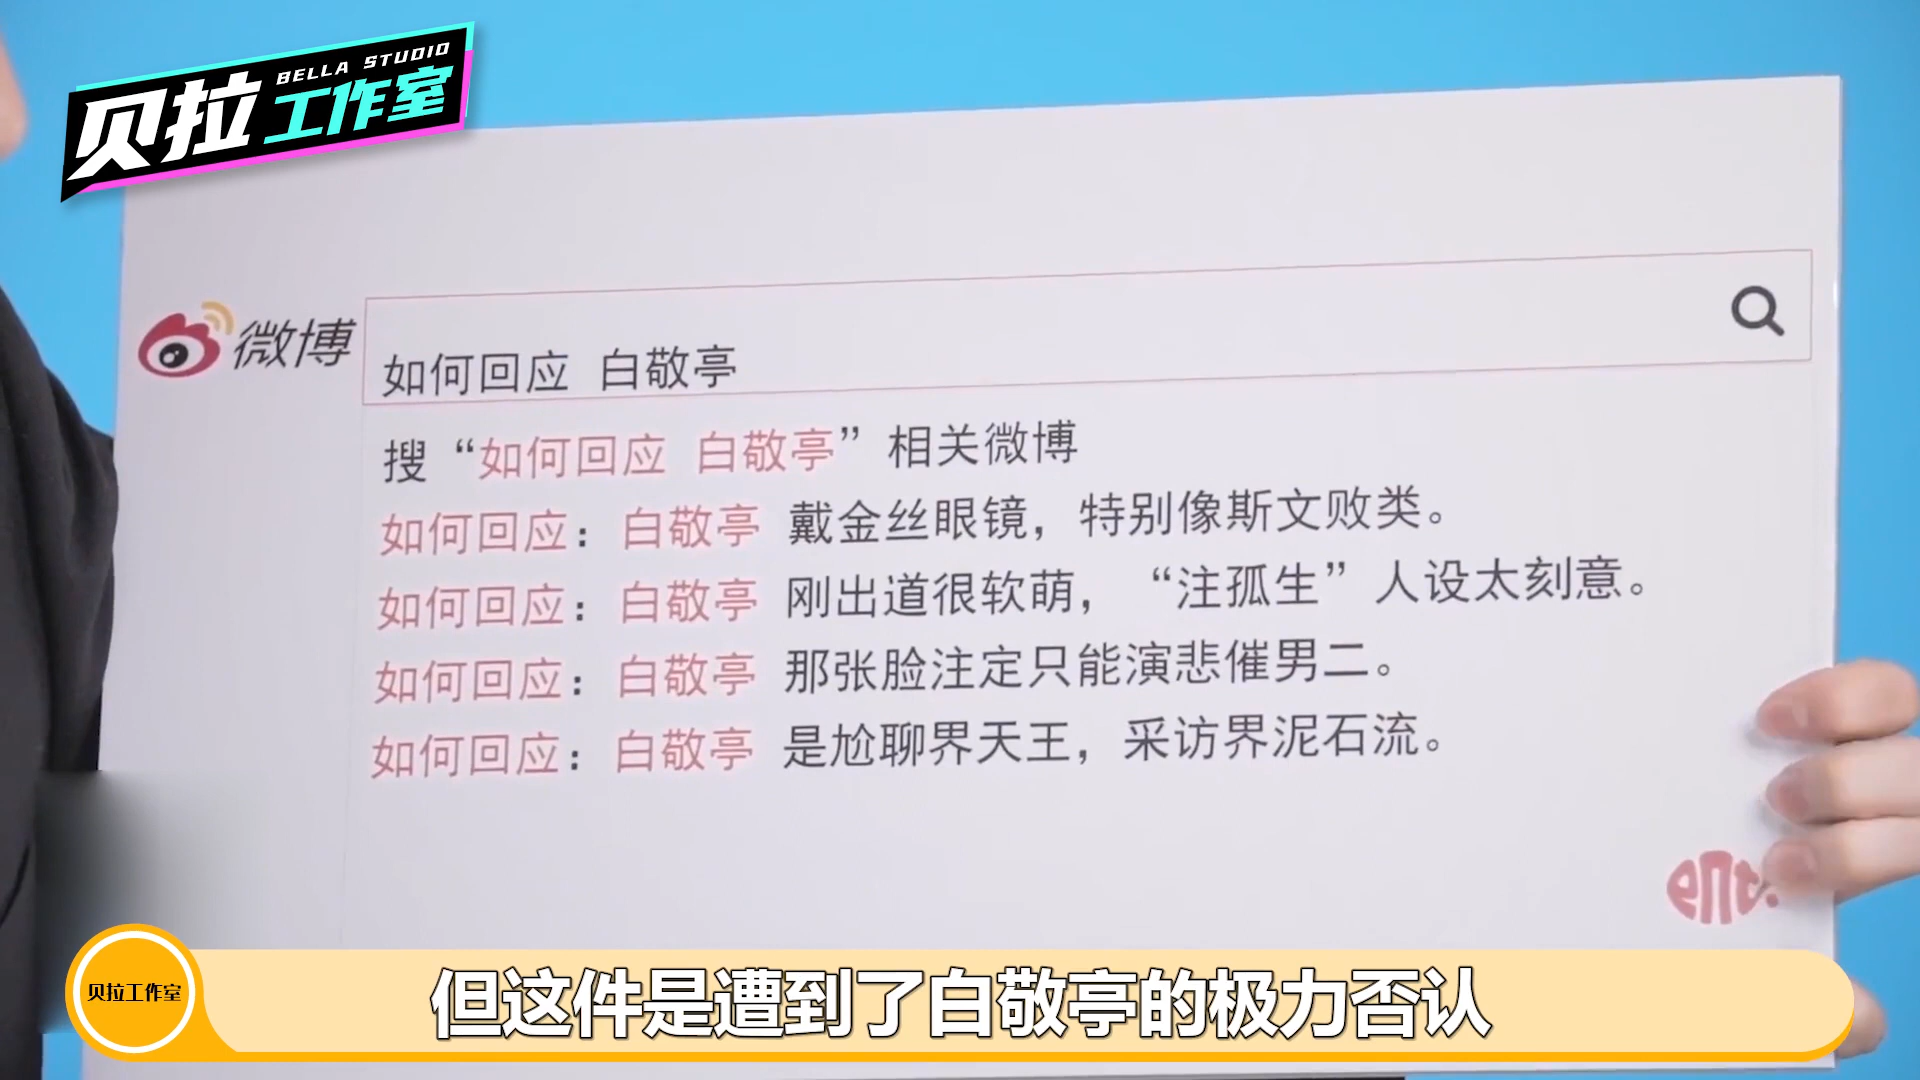 BELLA STUDIO
贝拉工作室
微博
如何回应 白敬亭
搜“如何回应 白敬亭”相关微博
如何回应：白敬亭 戴金丝眼镜，特别像斯文败类。
如何回应：白敬亭 刚出道很软萌，“注孤生”人设太刻意。
如何回应：白敬亭 那张脸注定只能演悲催男二。
如何回应：白敬亭 是尬聊界天王，采访界泥石流。
ent
贝拉工作室
但这件是遭到了白敬亭的极力否认